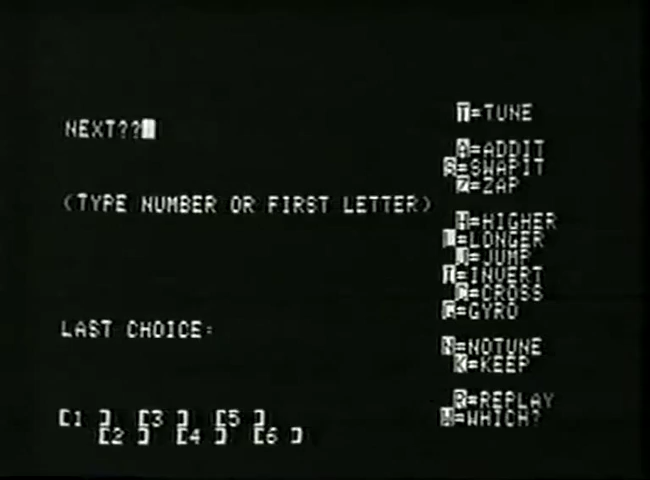 T=TUNE
NEXT??
A=ADDIT
S=SWAPIT
Z=ZAP
(TYPE NUMBER OR FIRST LETTER)
H=HIGHER
L=LONGER
J=JUMP
I=INVERT
C=CROSS
G=GYRO
LAST CHOICE:
N=NOTUNE
K=KEEP
R=REPLAY
W=WHICH?
[1 ] [3 ] [5 ]
[2 ] [4 ] [6 ]